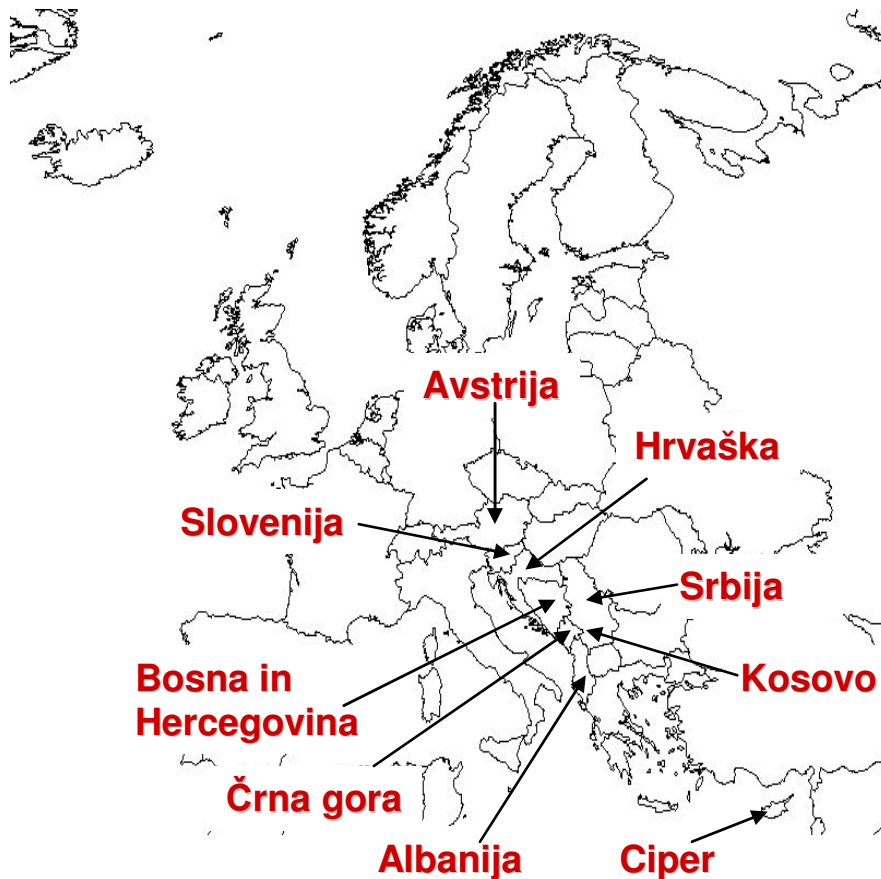 Avstrija
Hrvaška
Slovenija
Srbija
Bosna in
Hercegovina
Kosovo
Črna gora
Albanija
Ciper